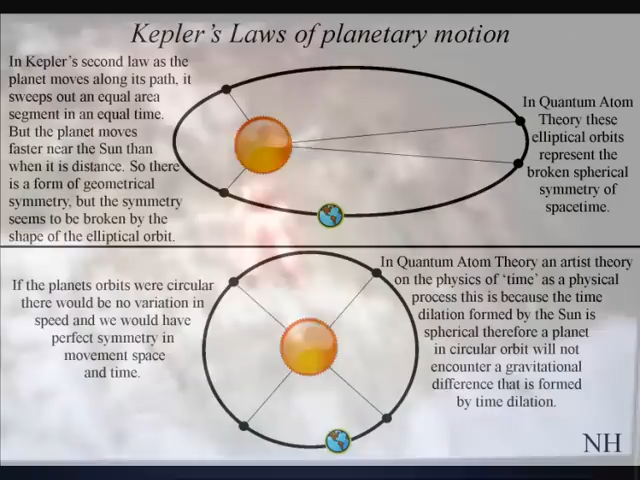 Kepler's Laws of planetary motion
In Kepler's second law as the
planet moves along its path, it
sweeps out an equal area
segment in an equal time.
But the planet moves
faster near the Sun than
when it is distance. So there
is a form of geometrical
symmetry, but the symmetry
seems to be broken by the
shape of the elliptical orbit.
In Quantum Atom
Theory these
elliptical orbits
represent the
broken spherical
symmetry of
spacetime.
If the planets orbits were circular
there would be no variation in
speed and we would have
perfect symmetry in
movement space
and time.
In Quantum Atom Theory an artist theory
on the physics of 'time' as a physical
process this is because the time
dilation formed by the Sun is
spherical therefore a planet
in circular orbit will not
encounter a gravitational
difference that is formed
by time dilation.
NH